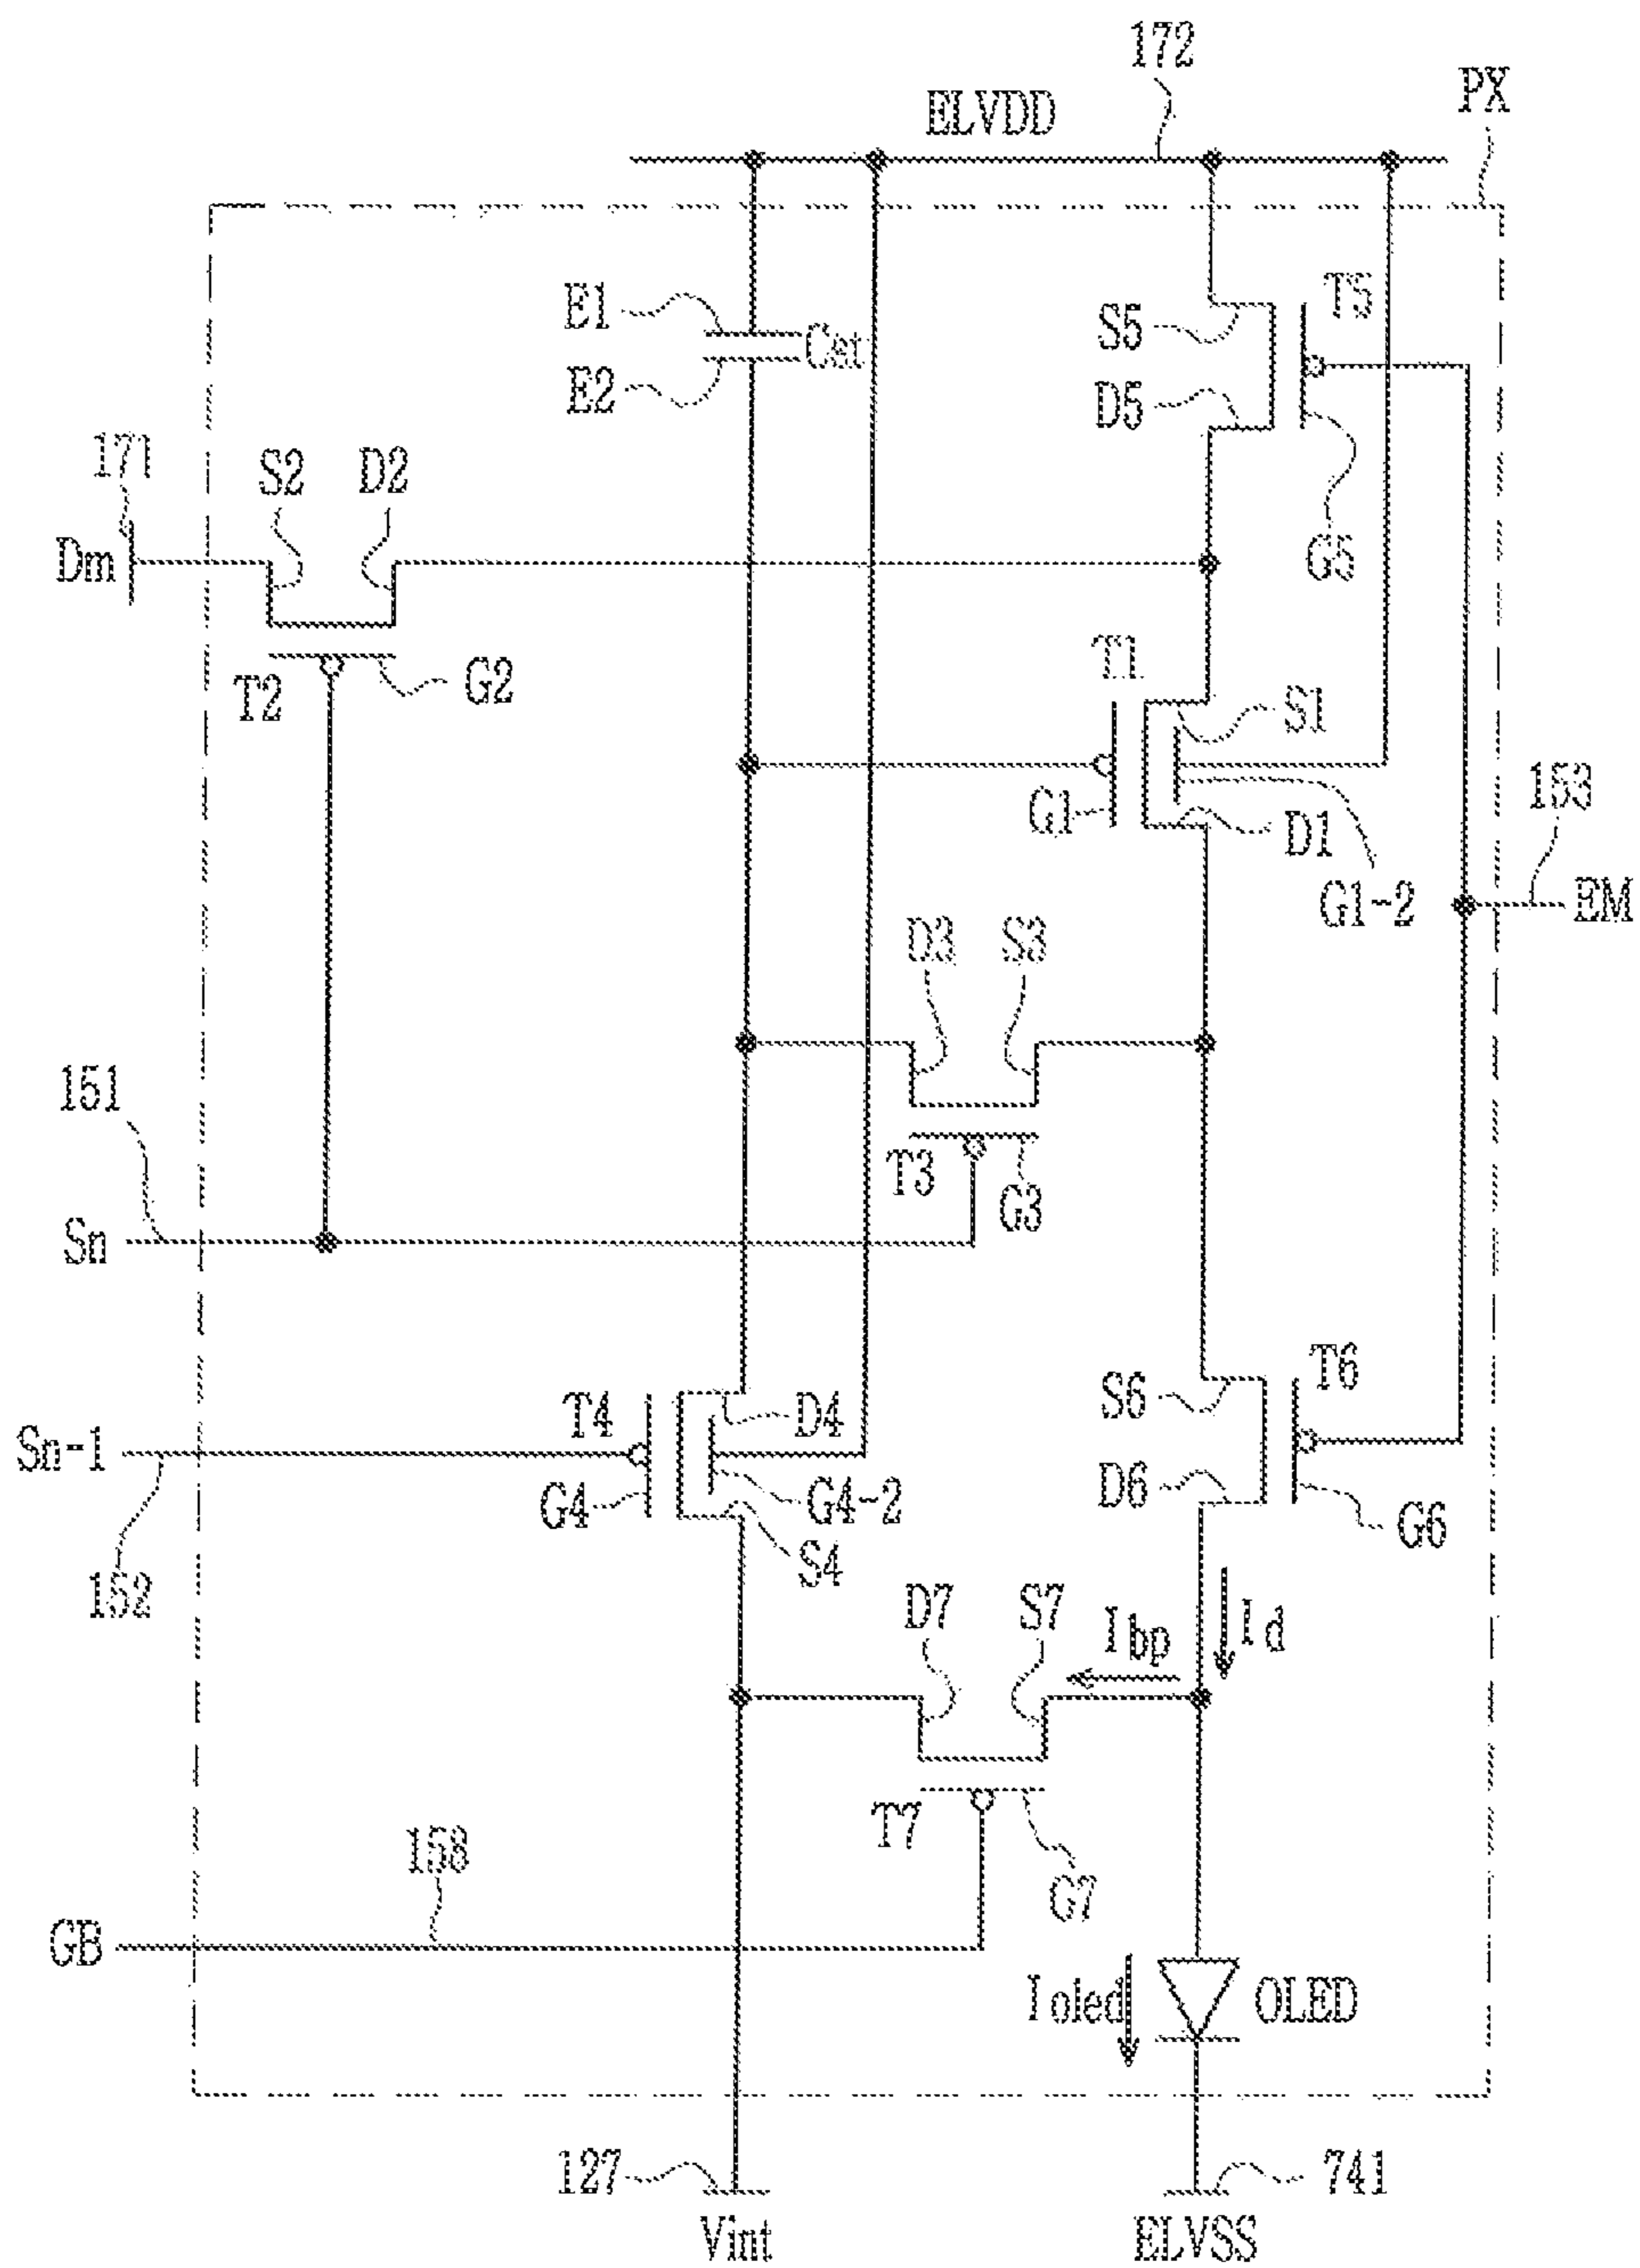 172
ELVDD
PX
E1
Cst
E2
S5
T5
D5
171
S2
D2
Dm
G5
T2
G2
T1
S1
G1
D1
153
G1-2
EM
D3
S3
151
T3
G3
Sn
T4
D4
S6
T6
Sn-1
G4
G4-2
D6
G6
152
S4
D7
S7
Ibp
Id
T7
158
G7
GB
Ioled
OLED
127
741
Vint
ELVSS